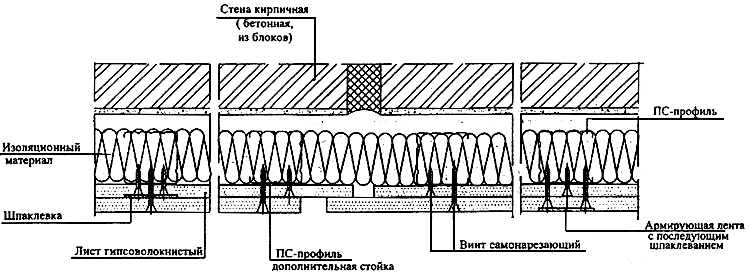 Стена кирпичная
( бетонная,
из блоков)
ПС-профиль
Изоляционный
материал
Шпаклевка
Лист гипсоволокнистый
ПС-профиль
дополнительная стойка
Винт самонарезающий
Армирующая лента
с последующим
шпаклеванием